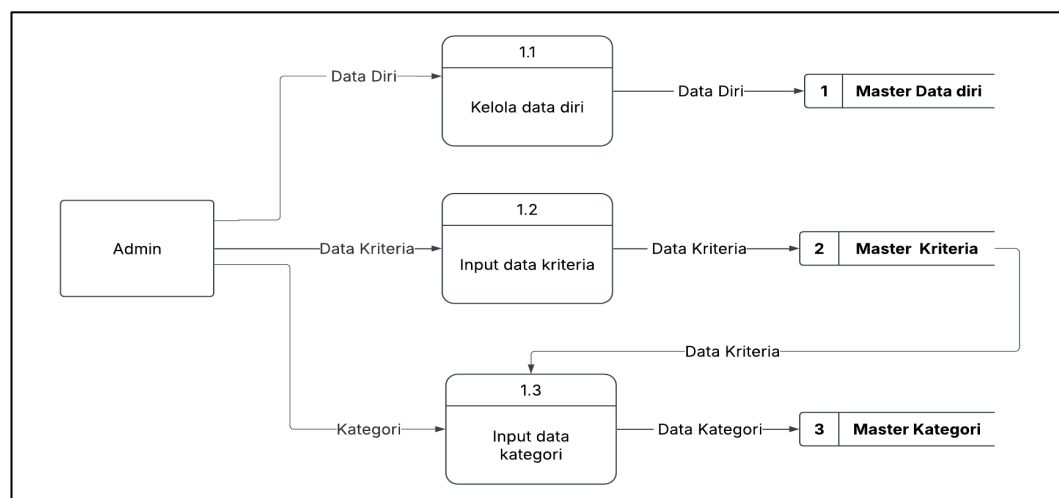 1.1
Data Diri
Kelola data diri
Data Diri
1 Master Data diri
Admin
1.2
Data Kriteria
Input data kriteria
Data Kriteria
2 Master Kriteria
Data Kriteria
1.3
Kategori
Input data
kategori
Data Kategori
3 Master Kategori